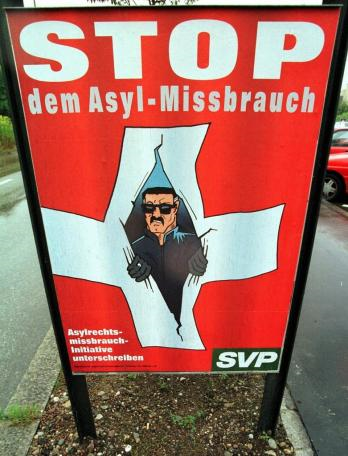 STOP
dem Asyl-Missbrauch
Asylrechts-
missbrauch-
Initiative
unterschreiben
SVP